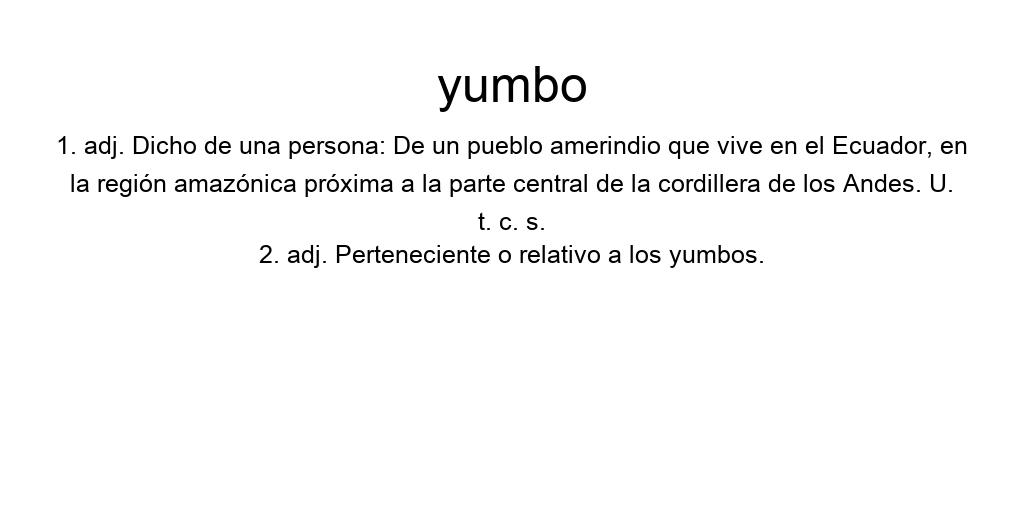 yumbo
1. adj. Dicho de una persona: De un pueblo amerindio que vive en el Ecuador, en
la región amazónica próxima a la parte central de la cordillera de los Andes. U.
t. c. s.
2. adj. Perteneciente o relativo a los yumbos.